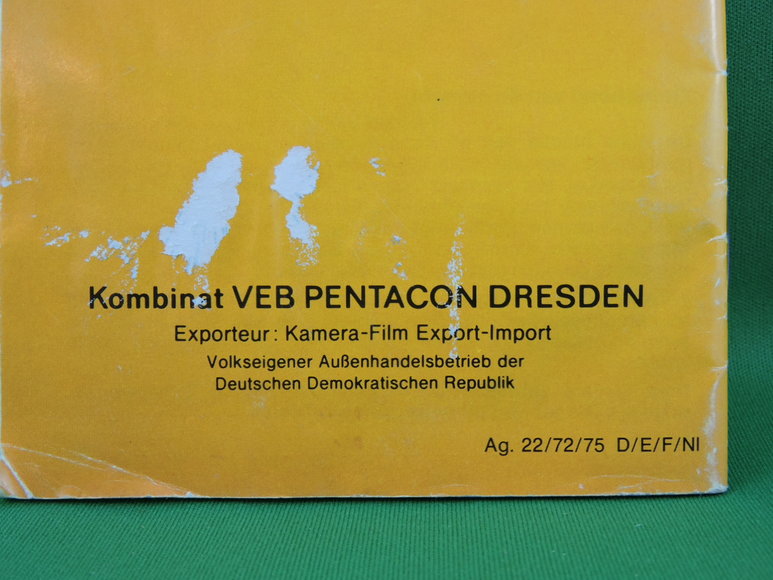 Kombinat VEB PENTACON DRESDEN
Exporteur: Kamera-Film Export-Import
Volkseigener Außenhandelsbetrieb der
Deutschen Demokratischen Republik
Ag. 22/72/75 D/E/F/Nl